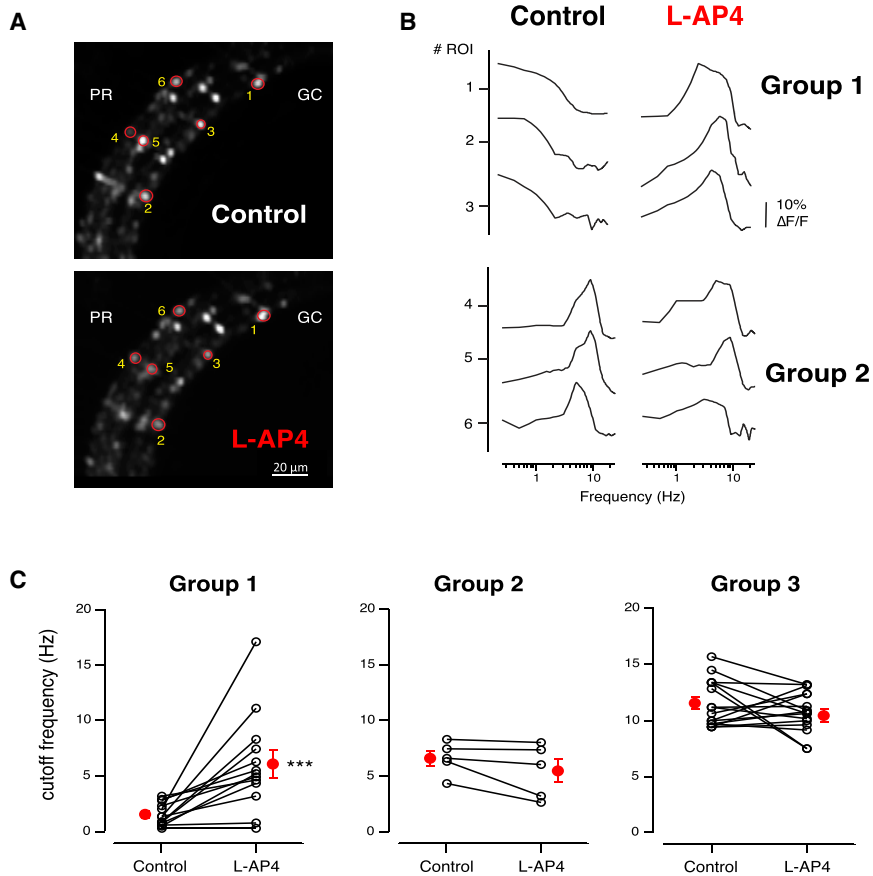 A
PR
GC
6
1
3
4
5
2
Control
PR
GC
6
1
3
4
5
2
L-AP4
20 µm
B
Control
L-AP4
# ROI
1
Group 1
2
3
10%
ΔF/F
4
5
Group 2
6
1 10 1 10
Frequency (Hz)
C
Group 1
Group 2
Group 3
cutoff frequency (Hz)
20
15
10
5
0
***
Control L-AP4
20
15
10
5
0
Control L-AP4
20
15
10
5
0
Control L-AP4